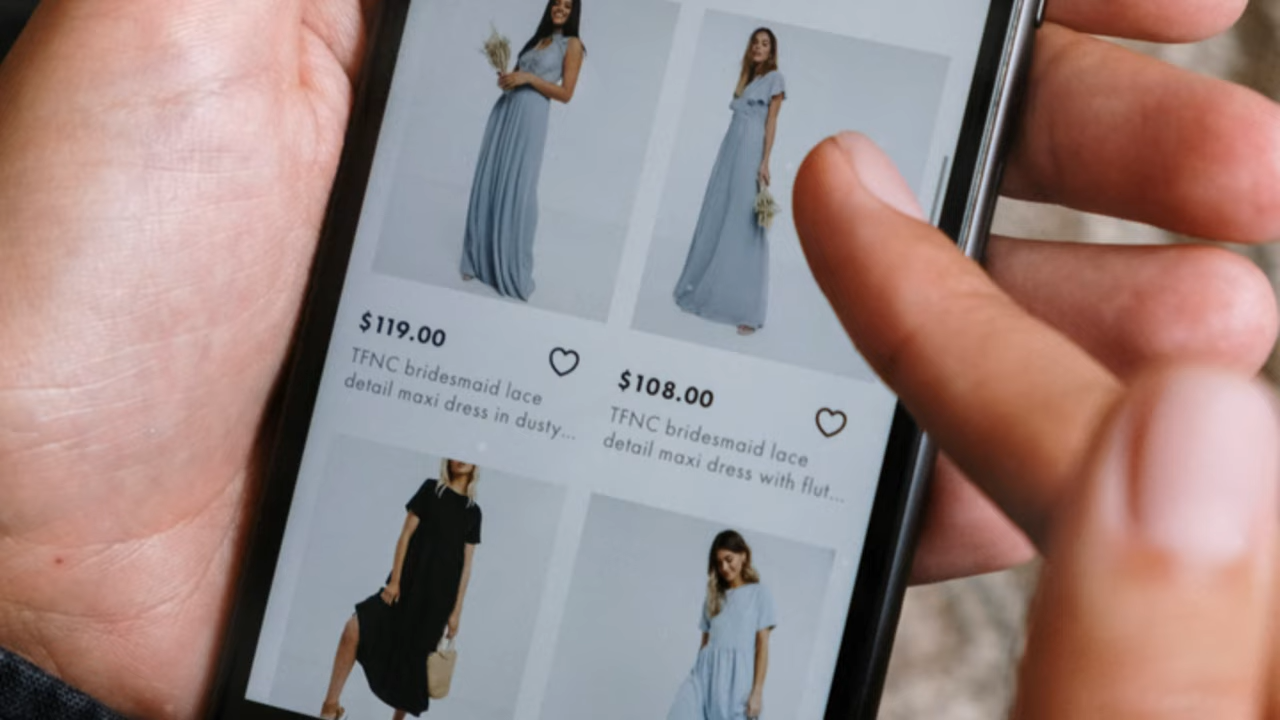 $119.00
TFNC bridesmaid lace
detail maxi dress in dusty...
$108.00
TFNC bridesmaid lace
detail maxi dress with flut...